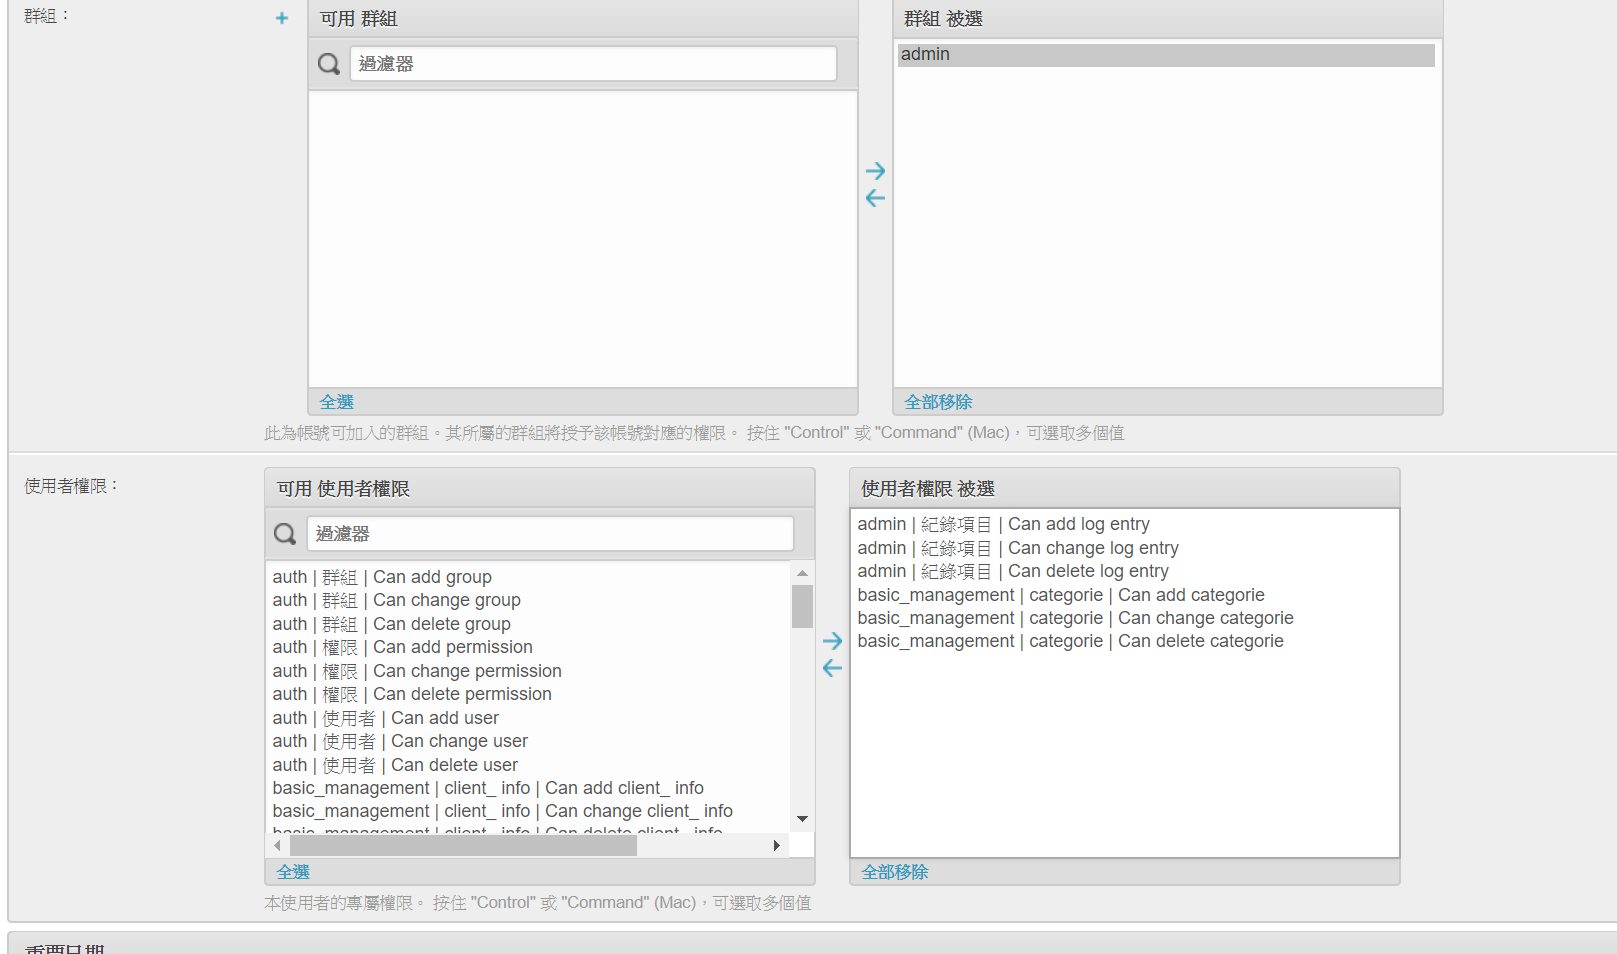 群組：
可用 群組
過濾器
全選
群組 被選
admin
全部移除
此為帳號可加入的群組。其所屬的群組將授予該帳號對應的權限。 按住 "Control" 或 "Command" (Mac)，可選取多個值
使用者權限：
可用 使用者權限
過濾器
auth | 群組 | Can add group
auth | 群組 | Can change group
auth | 群組 | Can delete group
auth | 權限 | Can add permission
auth | 權限 | Can change permission
auth | 權限 | Can delete permission
auth | 使用者 | Can add user
auth | 使用者 | Can change user
auth | 使用者 | Can delete user
basic_management | client_ info | Can add client_ info
basic_management | client_ info | Can change client_ info
basic_management | client_ info | Can delete client_ info
全選
使用者權限 被選
admin | 紀錄項目 | Can add log entry
admin | 紀錄項目 | Can change log entry
admin | 紀錄項目 | Can delete log entry
basic_management | categorie | Can add categorie
basic_management | categorie | Can change categorie
basic_management | categorie | Can delete categorie
全部移除
本使用者的專屬權限。 按住 "Control" 或 "Command" (Mac)，可選取多個值
重要日期